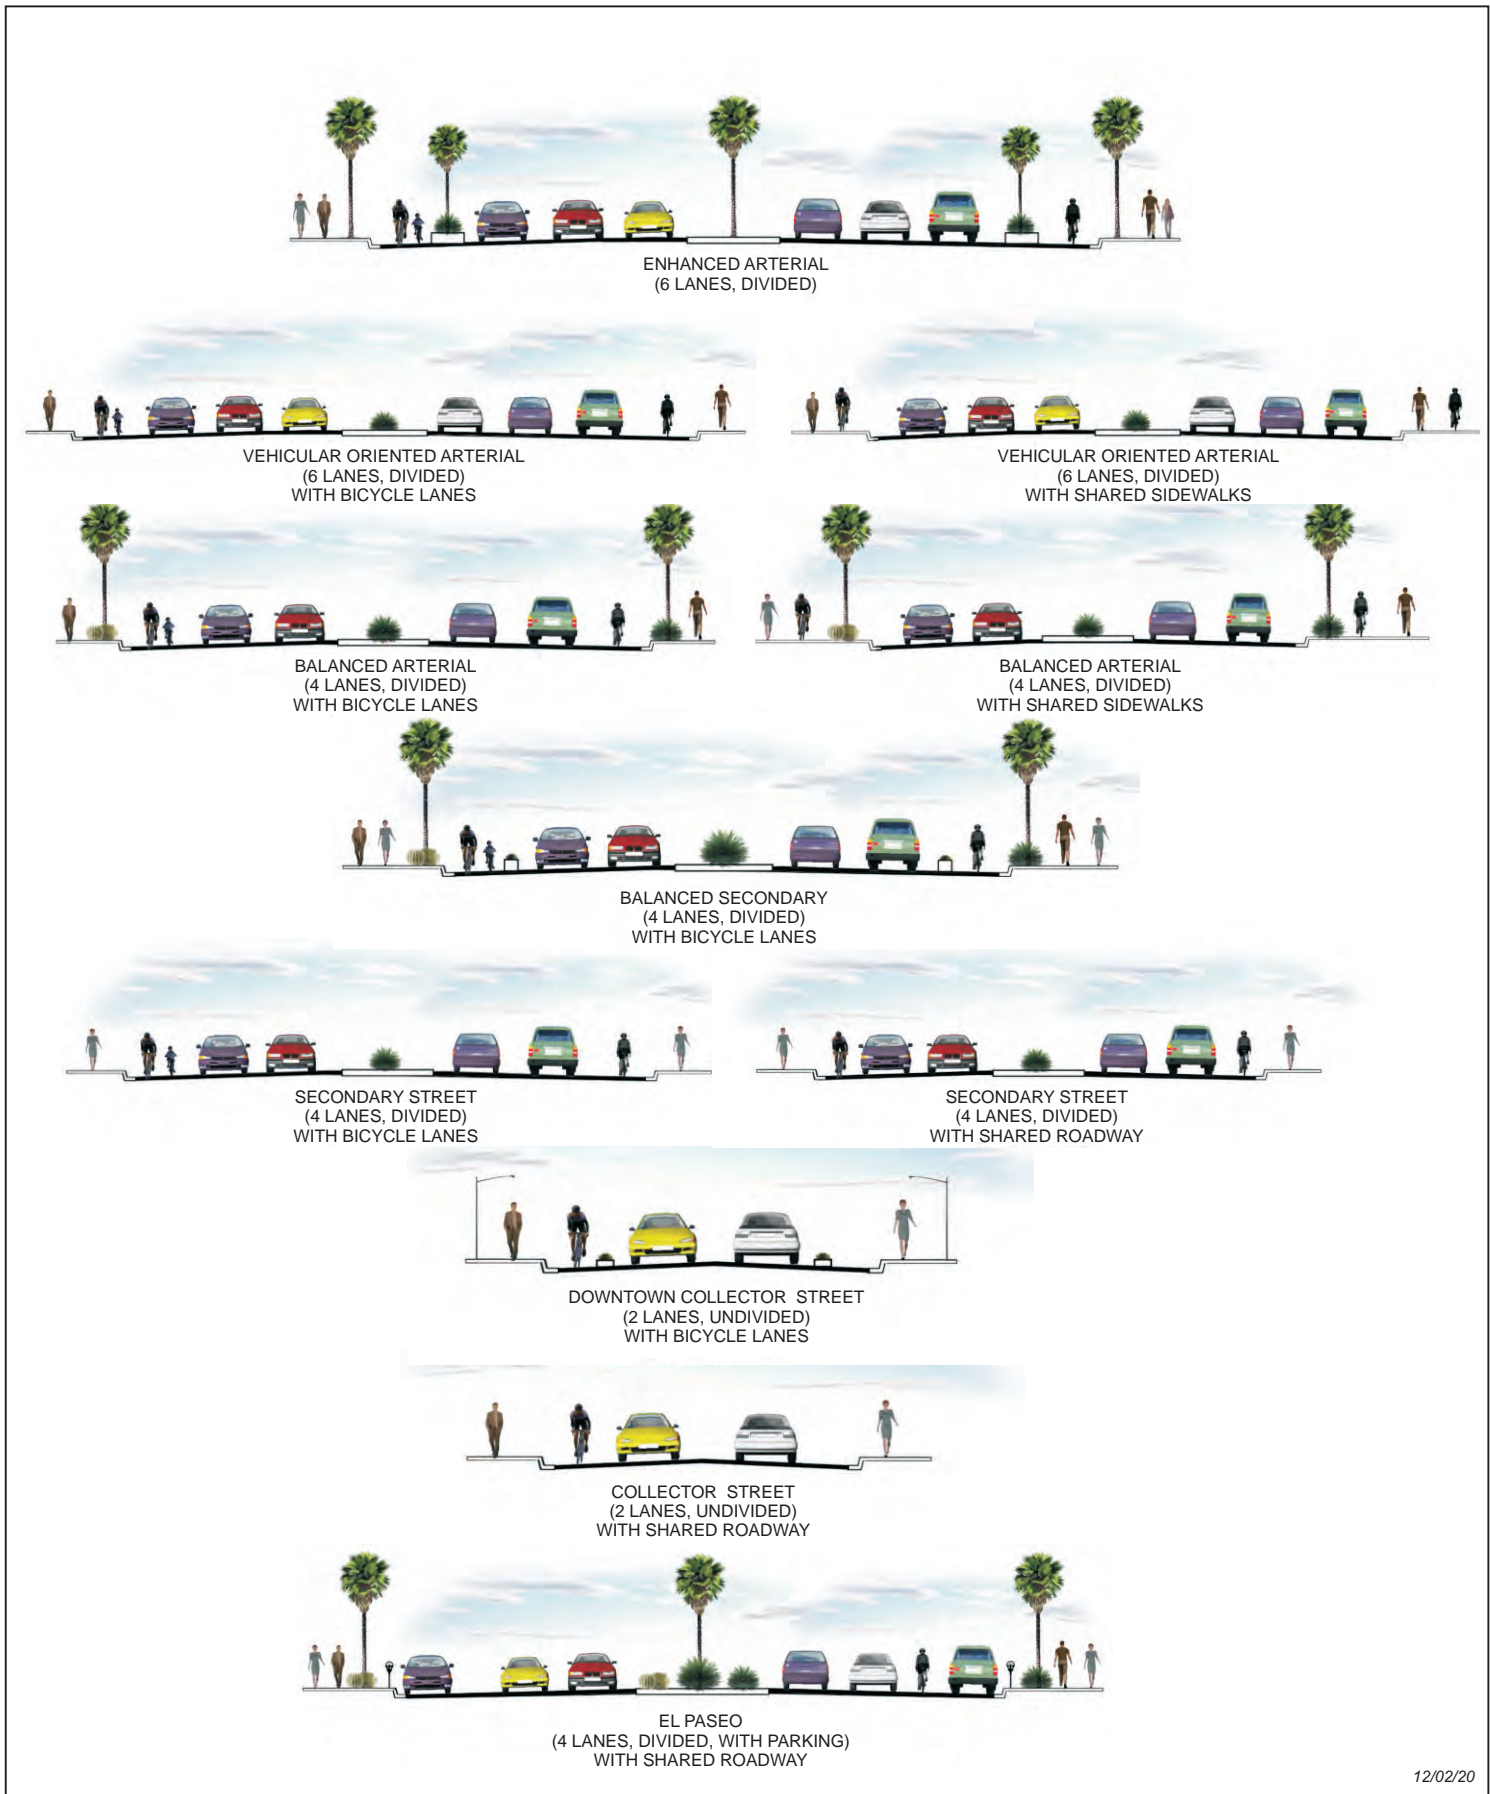 ENHANCED ARTERIAL
(6 LANES, DIVIDED)
VEHICULAR ORIENTED ARTERIAL
(6 LANES, DIVIDED)
WITH BICYCLE LANES
VEHICULAR ORIENTED ARTERIAL
(6 LANES, DIVIDED)
WITH SHARED SIDEWALKS
BALANCED ARTERIAL
(4 LANES, DIVIDED)
WITH BICYCLE LANES
BALANCED ARTERIAL
(4 LANES, DIVIDED)
WITH SHARED SIDEWALKS
BALANCED SECONDARY
(4 LANES, DIVIDED)
WITH BICYCLE LANES
SECONDARY STREET
(4 LANES, DIVIDED)
WITH BICYCLE LANES
SECONDARY STREET
(4 LANES, DIVIDED)
WITH SHARED ROADWAY
DOWNTOWN COLLECTOR STREET
(2 LANES, UNDIVIDED)
WITH BICYCLE LANES
COLLECTOR STREET
(2 LANES, UNDIVIDED)
WITH SHARED ROADWAY
EL PASEO
(4 LANES, DIVIDED, WITH PARKING)
WITH SHARED ROADWAY
12/02/20